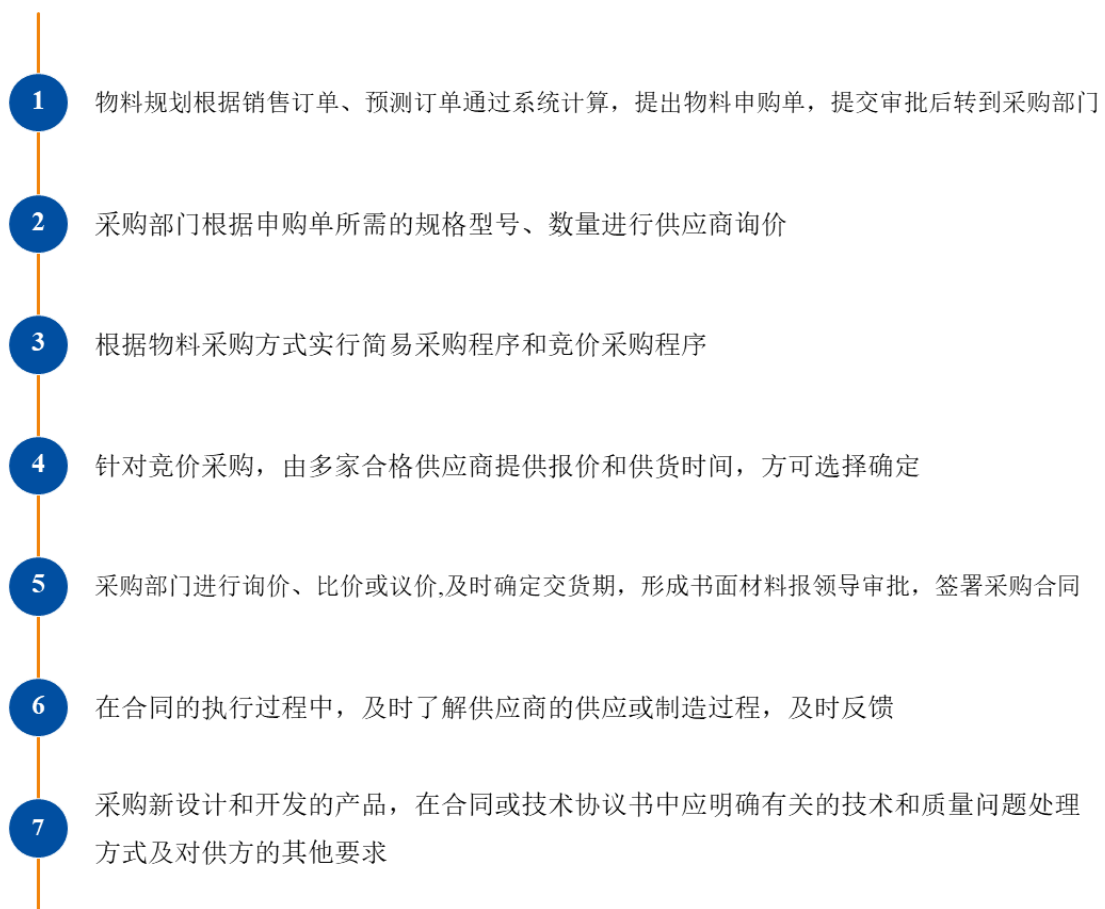 1
物料规划根据销售订单、预测订单通过系统计算，提出物料申购单，提交审批后转到采购部门
2
采购部门根据申购单所需的规格型号、数量进行供应商询价
3
根据物料采购方式实行简易采购程序和竞价采购程序
4
针对竞价采购，由多家合格供应商提供报价和供货时间，方可选择确定
5
采购部门进行询价、比价或议价,及时确定交货期，形成书面材料报领导审批，签署采购合同
6
在合同的执行过程中，及时了解供应商的供应或制造过程，及时反馈
7
采购新设计和开发的产品，在合同或技术协议书中应明确有关的技术和质量问题处理
方式及对供方的其他要求